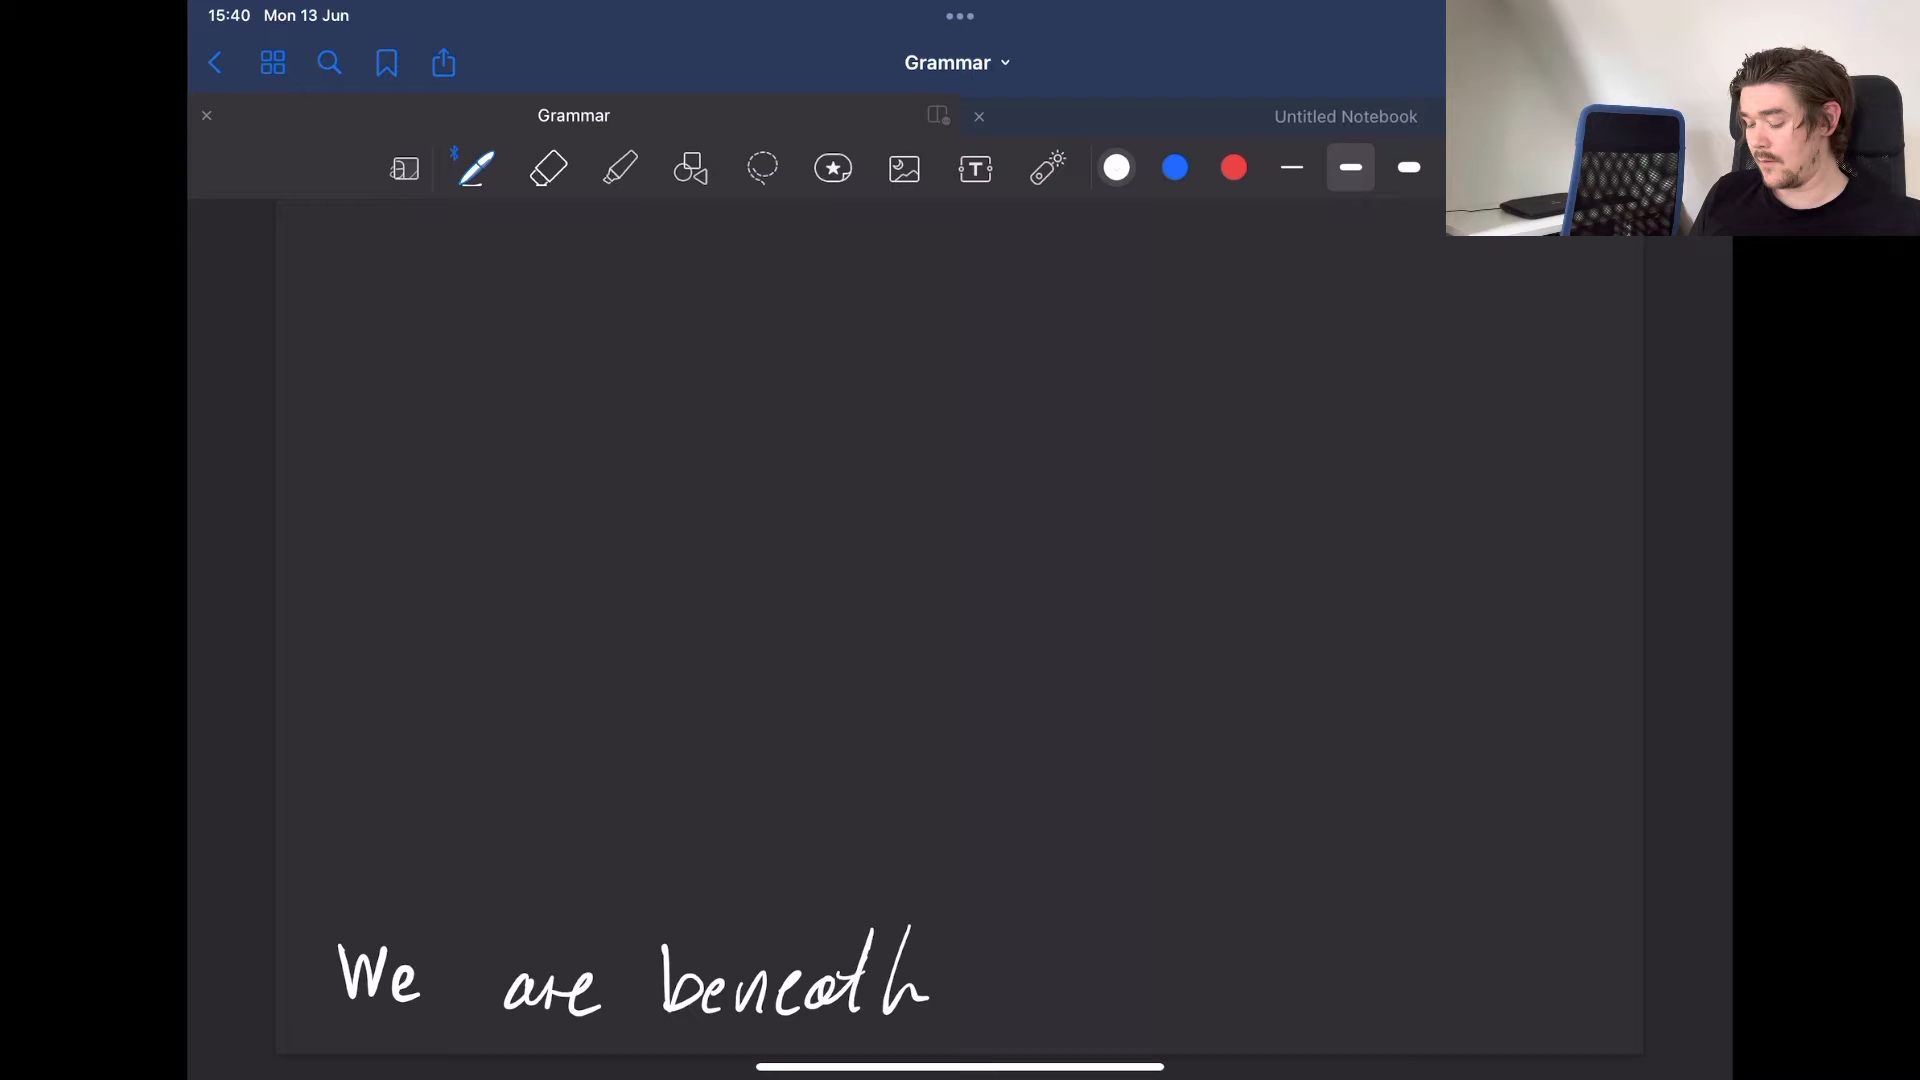 15:40 Mon 13 Jun
Grammar
Grammar
Untitled Notebook
We are beneath